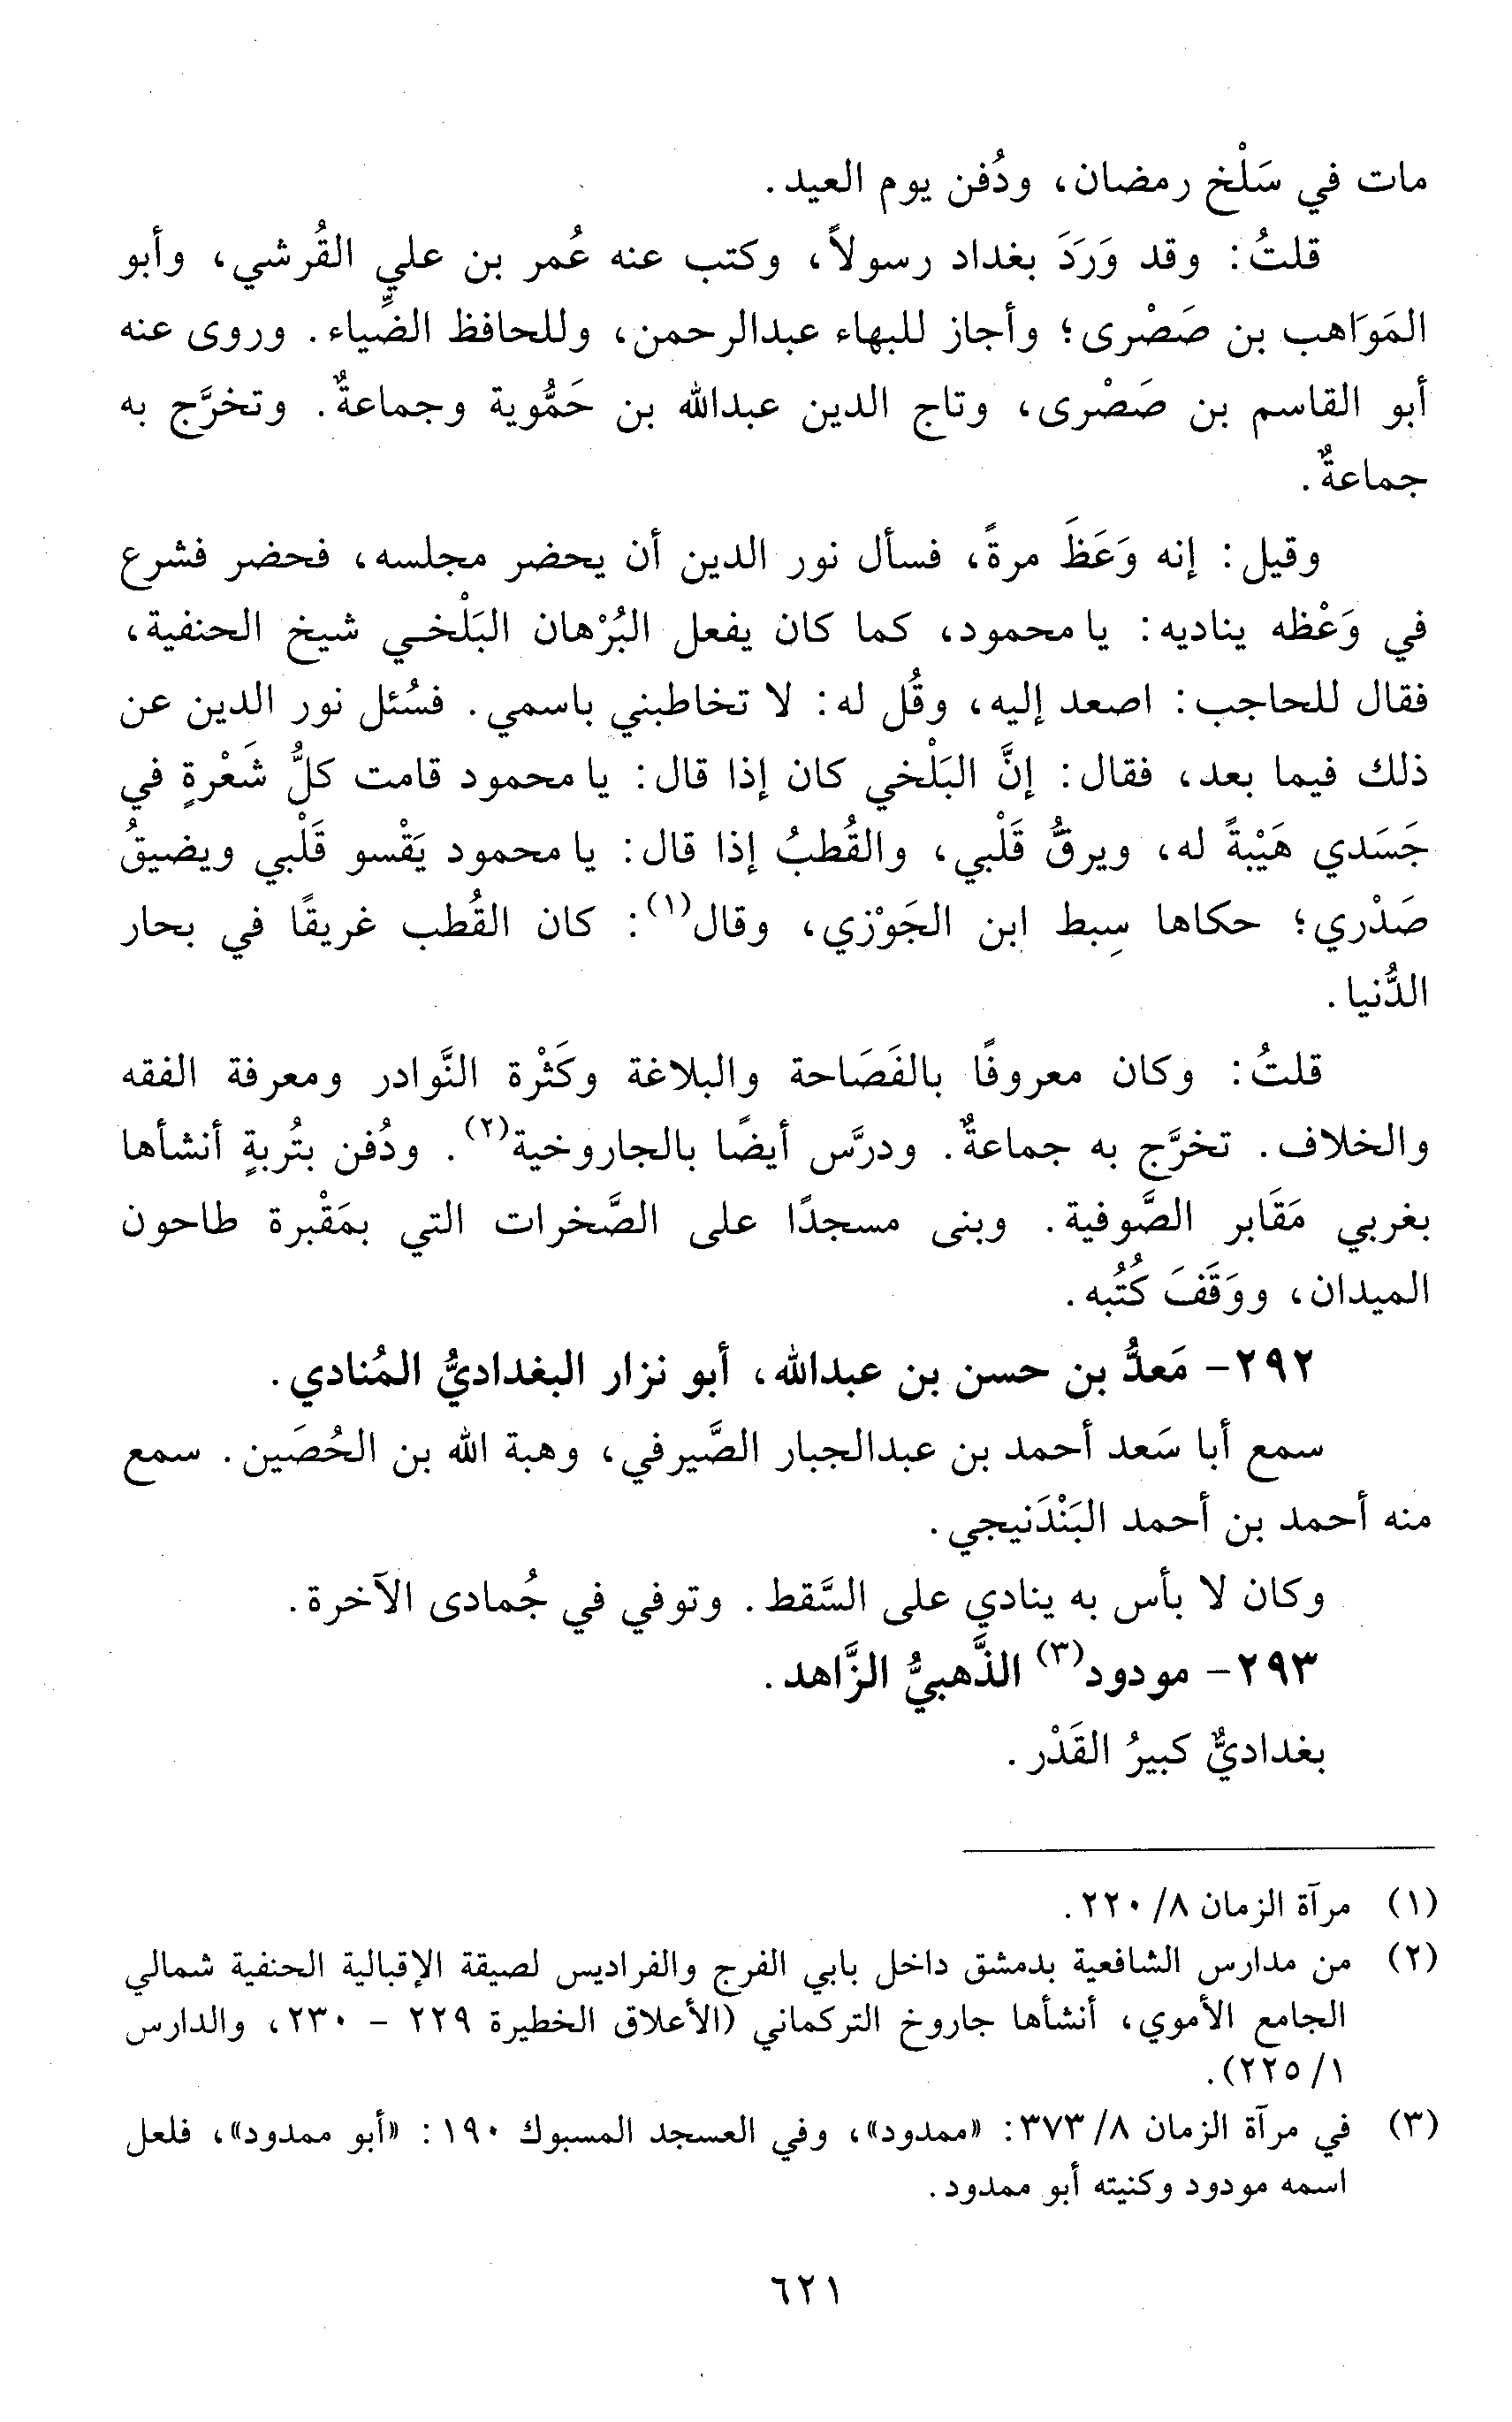 مات في سَلْخ رمضان، ودُفن يوم العيد.
قلتُ: وقد وَرَدَ بغداد رسولاً، وكتب عنه عُمر بن علي القُرشي، وأبو
المَوَاهب بن صَصْرى؛ وأجاز للبهاء عبدالرحمن، وللحافظ الضِّياء. وروى عنه
أبو القاسم بن صَصْرى، وتاج الدين عبدالله بن حَمُّوية وجماعةٌ. وتخرَّج به
جماعةٌ.
وقيل: إنه وَعَظَ مرةً، فسأل نور الدين أن يحضر مجلسه، فحضر فشرع
في وَعْظه يناديه: يا محمود، كما كان يفعل البُرْهان البَلْخي شيخ الحنفية،
فقال للحاجب: اصعد إليه، وقُل له: لا تخاطبني باسمي. فسُئل نور الدين عن
ذلك فيما بعد، فقال: إنَّ البَلْخي كان إذا قال: يا محمود قامت كلُّ شَعْرةٍ في
جَسَدي هَيْبةً له، ويرقُّ قَلْبي، والقُطبُ إذا قال: يا محمود يَقْسو قَلْبي ويضيقُ
صَدْري؛ حكاها سِبط ابن الجَوْزي، وقال(١): كان القُطب غريقًا في بحار
الدُّنيا.
قلتُ: وكان معروفًا بالفَصَاحة والبلاغة وكَثْرة النَّوادر ومعرفة الفقه
والخلاف. تخرَّج به جماعةٌ. ودرَّس أيضًا بالجاروخية(٢). ودُفن بتُربةٍ أنشأها
بغربي مَقَابر الصَّوفية. وبنى مسجدًا على الصَّخرات التي بمَقْبرة طاحون
الميدان، ووَقَفَ كُتُبه.
٢٩٢- مَعدُّ بن حسن بن عبدالله، أبو نزار البغداديُّ المُنادي.
سمع أبا سَعد أحمد بن عبدالجبار الصَّيرفي، وهبة الله بن الحُصَين. سمع
منه أحمد بن أحمد البَنْدَنيجي.
وكان لا بأس به ينادي على السَّقط. وتوفي في جُمادى الآخرة.
٢٩٣- مودود(٣) الذَّهبيُّ الزَّاهد.
بغداديٌّ كبيرُ القَدْر.
(١) مرآة الزمان ٨/ ٢٢٠.
(٢) من مدارس الشافعية بدمشق داخل بابي الفرج والفراديس لصيقة الإقبالية الحنفية شمالي
الجامع الأموي، أنشأها جاروخ التركماني (الأعلاق الخطيرة ٢٢٩ - ٢٣٠، والدارس
١/ ٢٢٥).
(٣) في مرآة الزمان ٨/ ٣٧٣: «ممدود»، وفي العسجد المسبوك ١٩٠: «أبو ممدود»، فلعل
اسمه مودود وكنيته أبو ممدود.
٦٢١